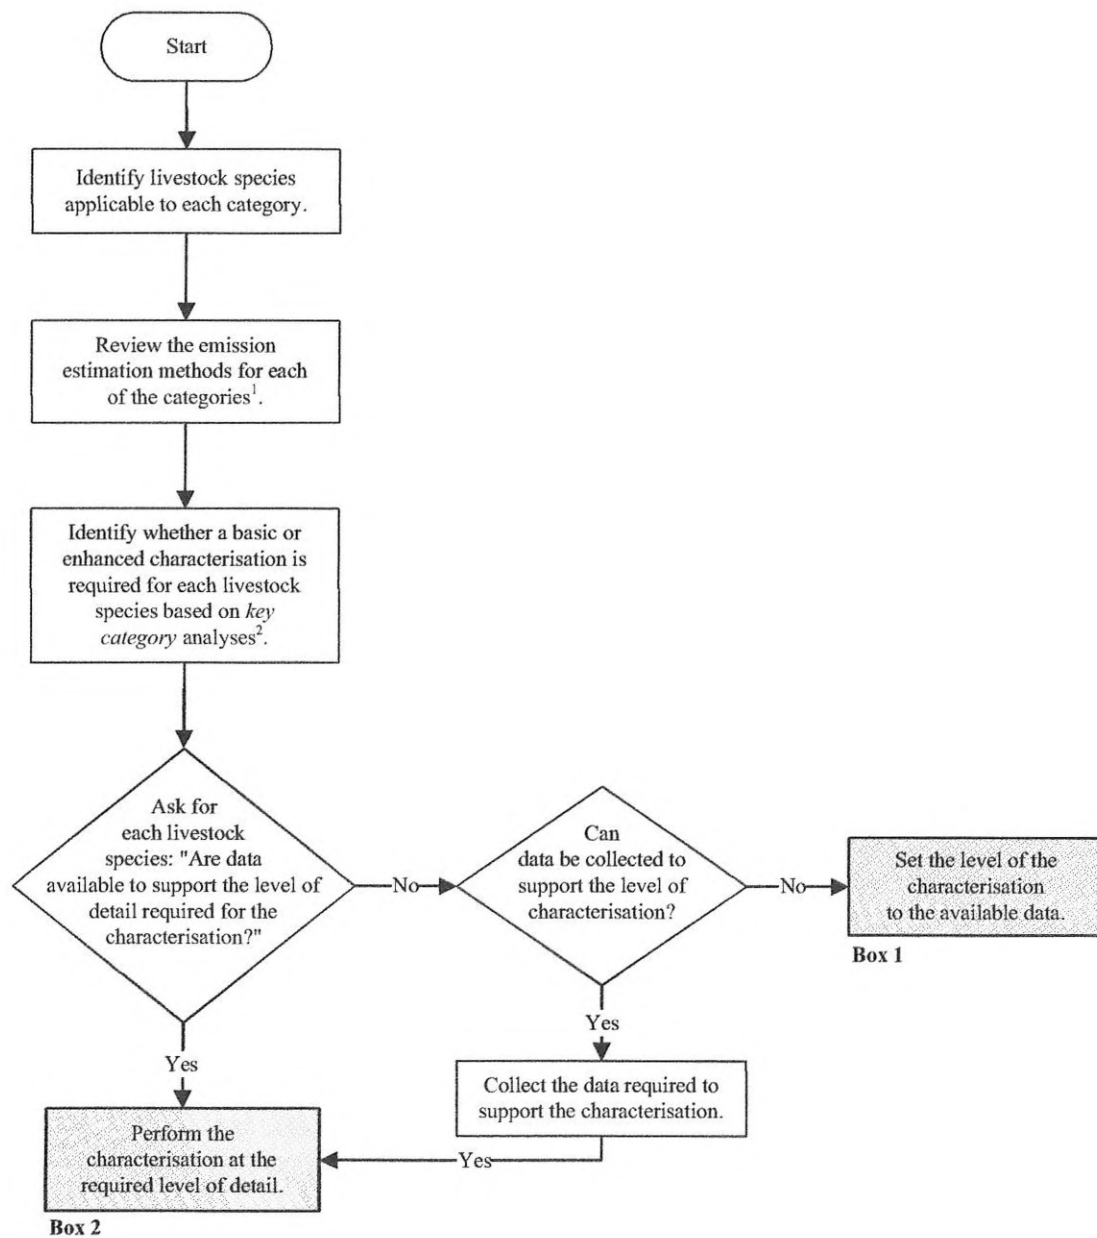 Start
Identify livestock species
applicable to each category.
Review the emission
estimation methods for each
of the categories¹.
Identify whether a basic or
enhanced characterisation is
required for each livestock
species based on key
category analyses².
Ask for
each livestock
species: "Are data
available to support the level of
detail required for the
characterisation?"
No
Can
data be collected to
support the level of
characterisation?
No
Set the level of the
characterisation
to the available data.
Box 1
Yes
Yes
Collect the data required to
support the characterisation.
Yes
Perform the
characterisation at the
required level of detail.
Box 2